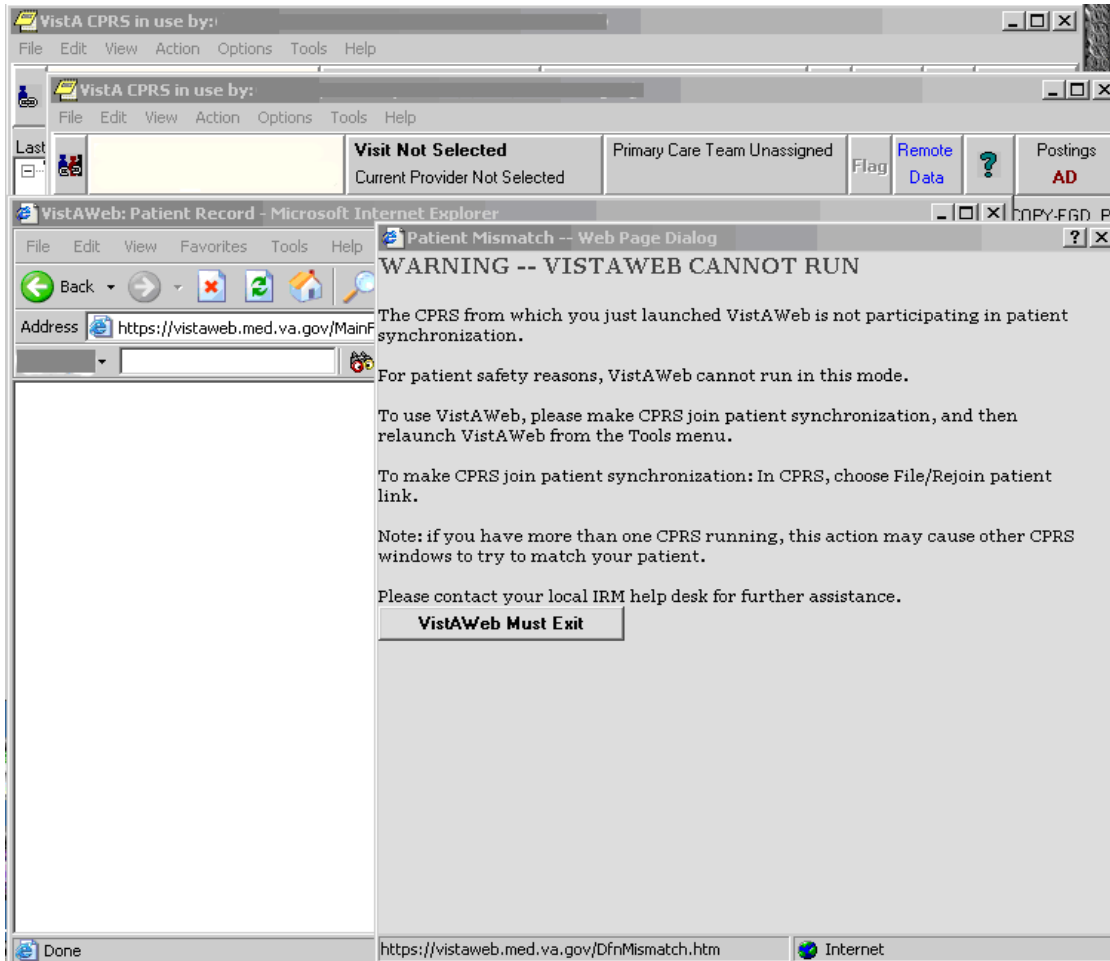 VistA CPRS in use by:
File Edit View Action Options Tools Help
VistA CPRS in use by:
File Edit View Action Options Tools Help
Last
Visit Not Selected
Current Provider Not Selected
Primary Care Team Unassigned
Flag
Remote
Data
?
Postings
AD
VistAWeb: Patient Record - Microsoft Internet Explorer
File Edit View Favorites Tools Help
Back
Address https://vistaweb.med.va.gov/MainF
Patient Mismatch -- Web Page Dialog
WARNING -- VISTAWEB CANNOT RUN
The CPRS from which you just launched VistAWeb is not participating in patient
synchronization.
For patient safety reasons, VistAWeb cannot run in this mode.
To use VistAWeb, please make CPRS join patient synchronization, and then
relaunch VistAWeb from the Tools menu.
To make CPRS join patient synchronization: In CPRS, choose File/Rejoin patient
link.
Note: if you have more than one CPRS running, this action may cause other CPRS
windows to try to match your patient.
Please contact your local IRM help desk for further assistance.
VistAWeb Must Exit
Done
https://vistaweb.med.va.gov/DfnMismatch.htm
Internet